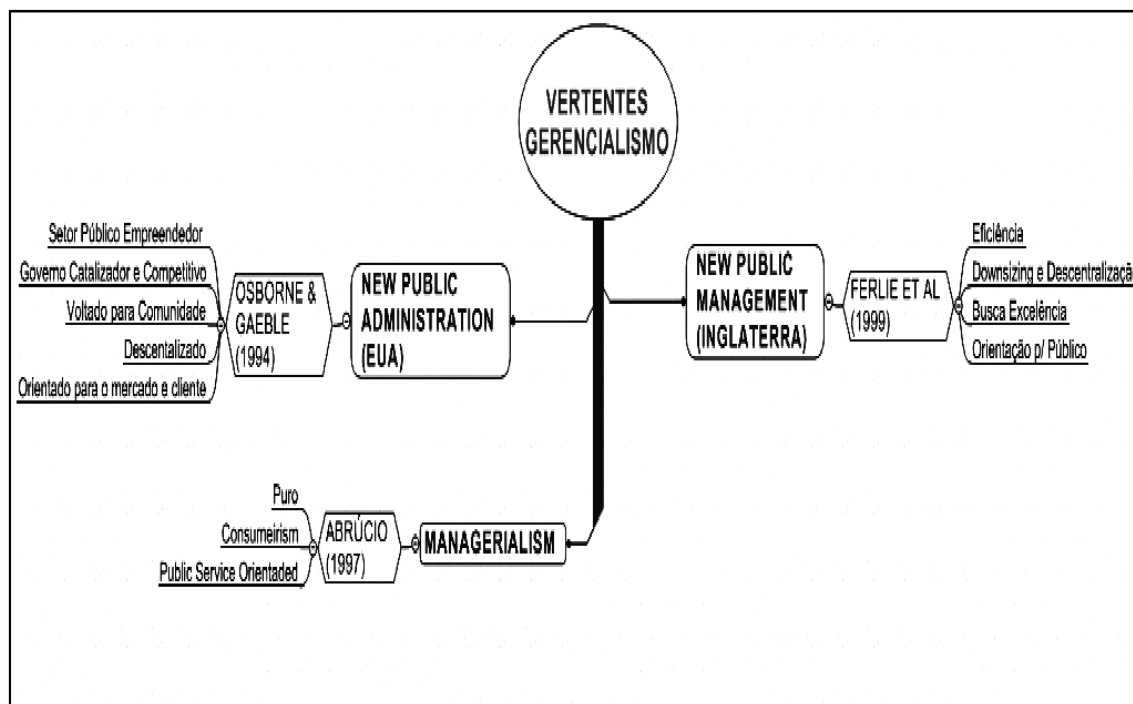 VERTENTES
GERENCIALISMO
Setor Público Empreendedor
Governo Catalizador e Competitivo
Voltado para Comunidade
Descentalizado
Orientado para o mercado e cliente
OSBORNE &
GAEBLE
(1994)
NEW PUBLIC
ADMINISTRATION
(EUA)
NEW PUBLIC
MANAGEMENT
(INGLATERRA)
FERLIE ET AL
(1999)
Eficiência
Downsizing e Descentralização
Busca Excelência
Orientação p/ Público
Puro
Consumeirism
Public Service Orientaded
ABRÚCIO
(1997)
MANAGERIALISM